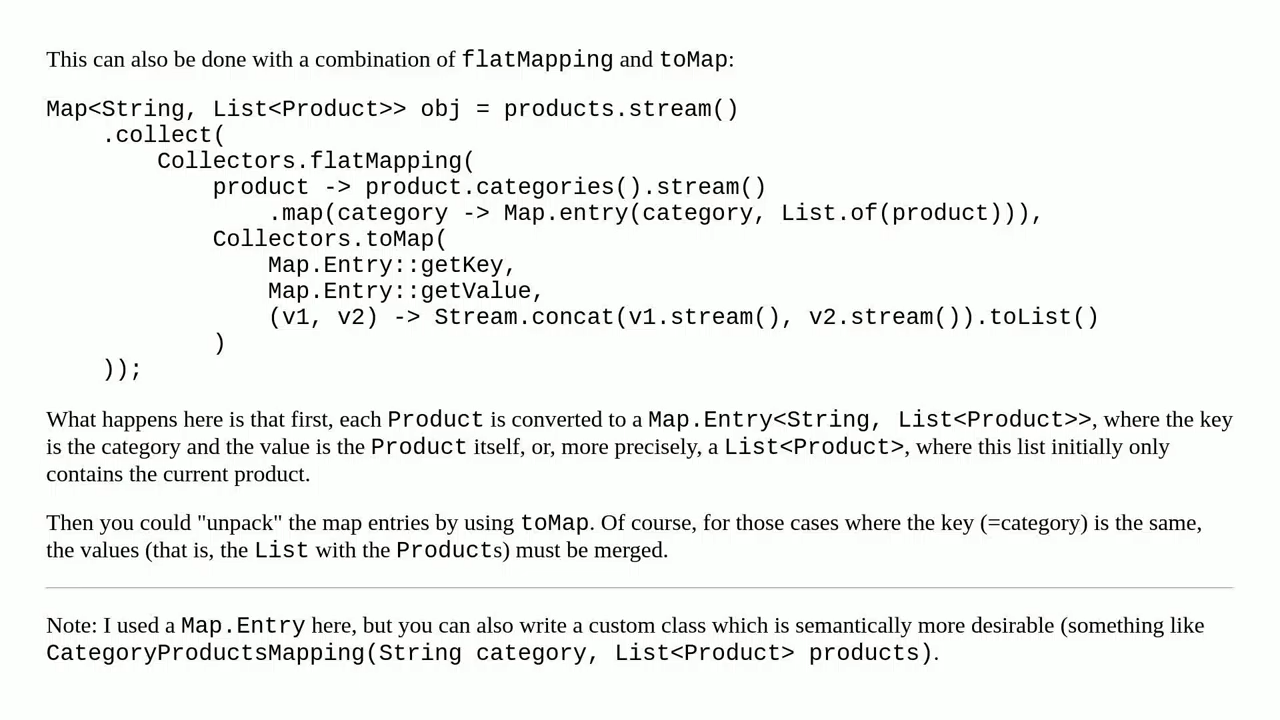 This can also be done with a combination of flatMapping and toMap:
Map<String, List<Product>> obj = products.stream()
    .collect(
        Collectors.flatMapping(
            product -> product.categories().stream()
                .map(category -> Map.entry(category, List.of(product))),
            Collectors.toMap(
                Map.Entry::getKey,
                Map.Entry::getValue,
                (v1, v2) -> Stream.concat(v1.stream(), v2.stream()).toList()
            )
    ));
What happens here is that first, each Product is converted to a Map.Entry<String, List<Product>>, where the key
is the category and the value is the Product itself, or, more precisely, a List<Product>, where this list initially only
contains the current product.
Then you could "unpack" the map entries by using toMap. Of course, for those cases where the key (=category) is the same,
the values (that is, the List with the Products) must be merged.
Note: I used a Map.Entry here, but you can also write a custom class which is semantically more desirable (something like
CategoryProductsMapping(String category, List<Product> products).